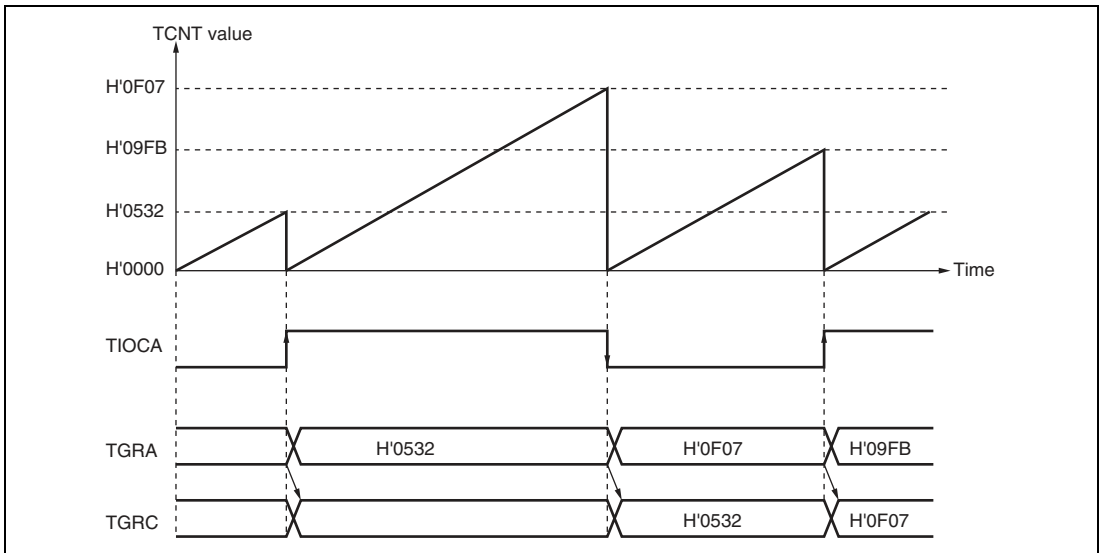 TCNT value
H'0F07
H'09FB
H'0532
H'0000
Time
TIOCA
TGRA
H'0532
H'0F07
H'09FB
TGRC
H'0532
H'0F07